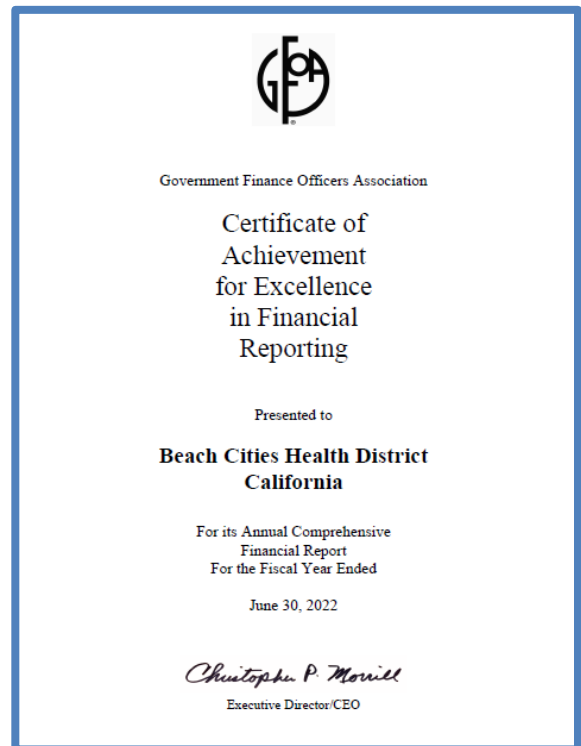 GFOA
®
Government Finance Officers Association
Certificate of
Achievement
for Excellence
in Financial
Reporting
Presented to
Beach Cities Health District
California
For its Annual Comprehensive
Financial Report
For the Fiscal Year Ended
June 30, 2022
Christopher P. Morrill
Executive Director/CEO